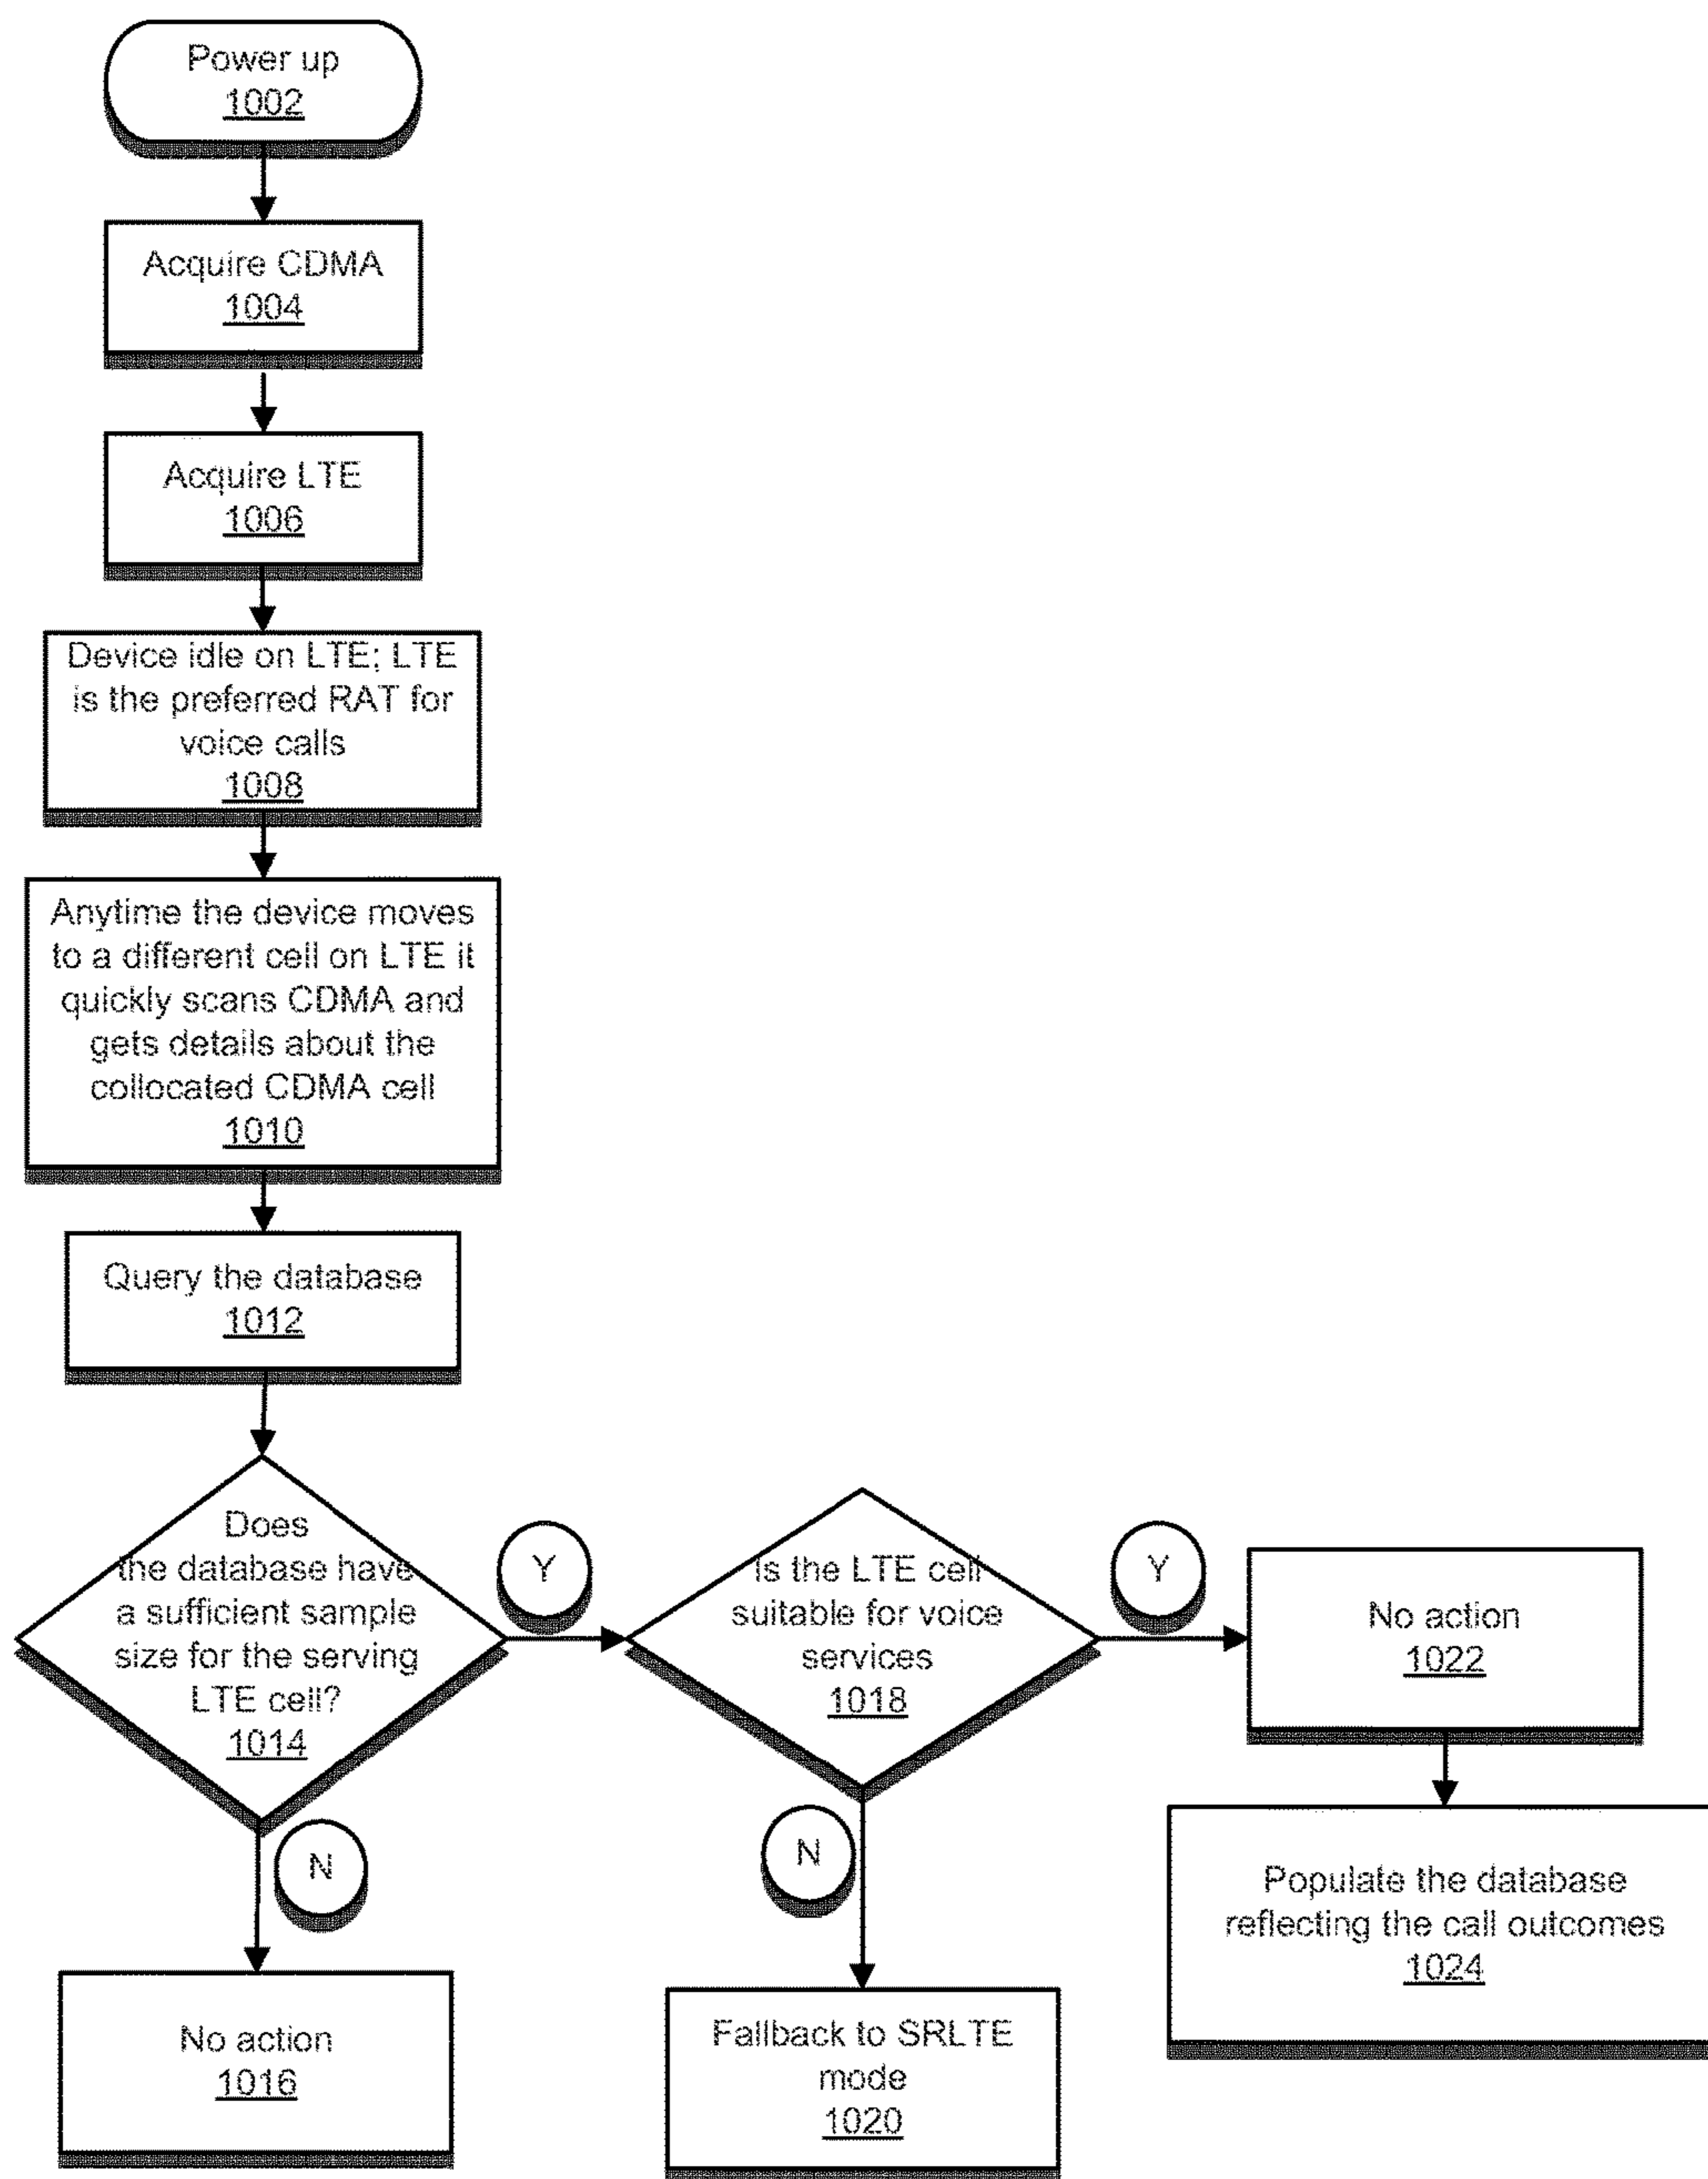 Power up
1002
Acquire CDMA
1004
Acquire LTE
1006
Device idle on LTE; LTE
is the preferred RAT for
voice calls
1008
Anytime the device moves
to a different cell on LTE it
quickly scans CDMA and
gets details about the
collocated CDMA cell
1010
Query the database
1012
Does
the database have
a sufficient sample
size for the serving
LTE cell?
1014
Y
Is the LTE cell
suitable for voice
services
1018
Y
No action
1022
N
N
Populate the database
reflecting the call outcomes
1024
No action
1016
Fallback to SRLTE
mode
1020